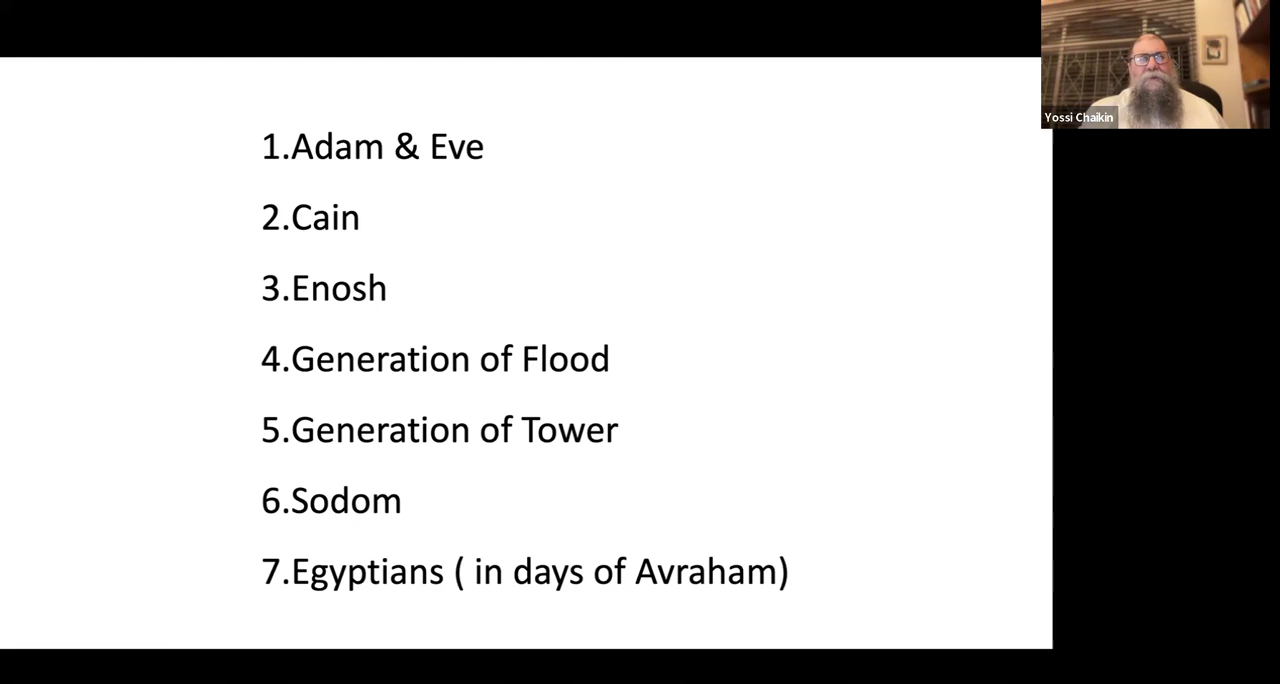 1.Adam & Eve
2.Cain
3.Enosh
4.Generation of Flood
5.Generation of Tower
6.Sodom
7.Egyptians ( in days of Avraham)
Yossi Chaikin